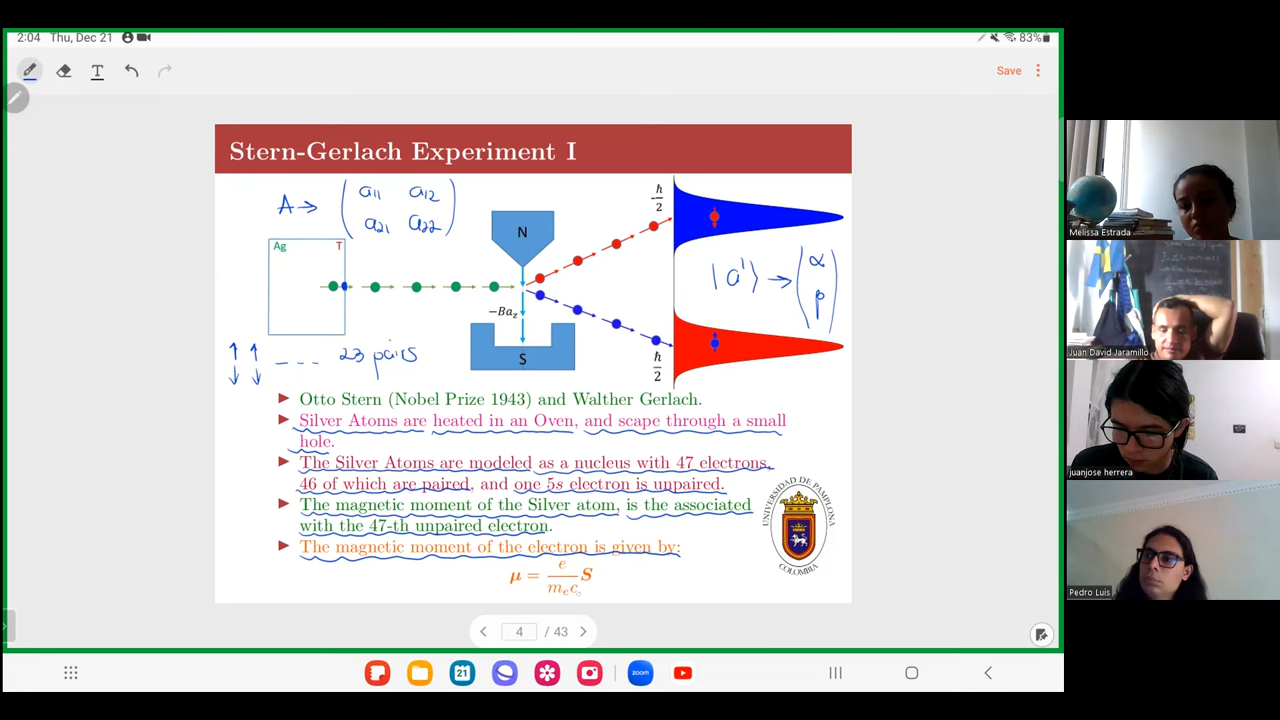 2:04 Thu, Dec 21
83%
T
Save
Stern-Gerlach Experiment I
A → ( a11 a12
a21 a22 )
Ag T
N
-Ba_z
S
-ħ/2
ħ/2
|a'⟩ → ( α
β )
↑ ↑ - - - 23 pairs
↓ ↓
▶ Otto Stern (Nobel Prize 1943) and Walther Gerlach.
▶ Silver Atoms are heated in an Oven, and scape through a small
hole.
▶ The Silver Atoms are modeled as a nucleus with 47 electrons,
46 of which are paired, and one 5s electron is unpaired.
▶ The magnetic moment of the Silver atom, is the associated
with the 47-th unpaired electron.
▶ The magnetic moment of the electron is given by:
μ = e/(m_e c) S
UNIVERSIDAD DE PAMPLONA
COLOMBIA
4 / 43
21
zoom
Melissa Estrada
Juan David Jaramillo
juanjose herrera
Pedro Luis